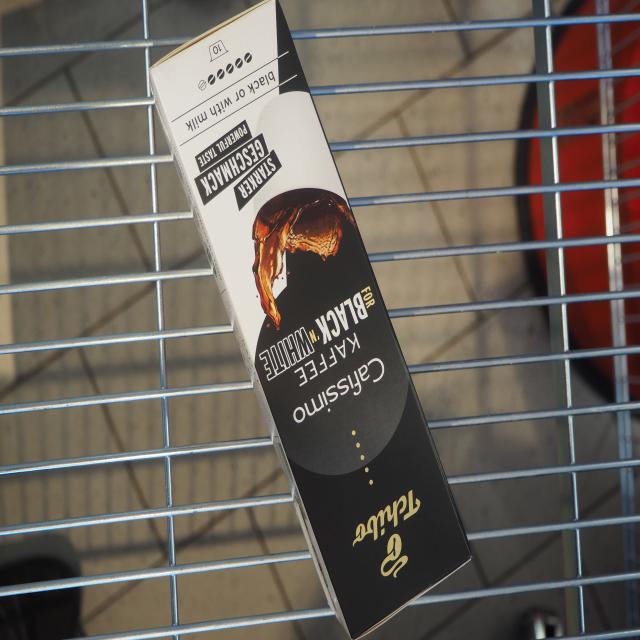 Tchibo
Cafissimo
KAFFEE
FOR
BLACK 'N WHITE
STARKER
GESCHMACK
POWERFUL TASTE
black or with milk
10